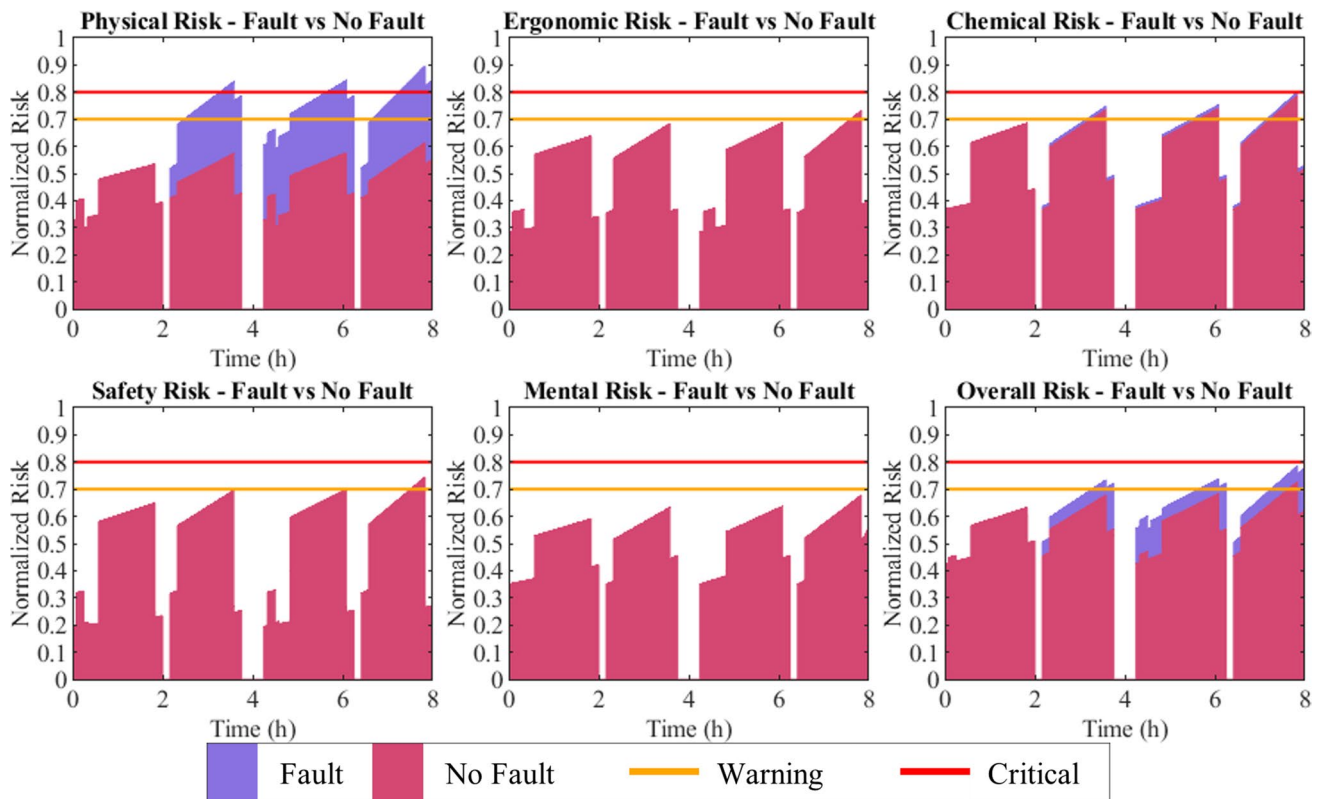 Physical Risk - Fault vs No Fault
Normalized Risk
1
0.9
0.8
0.7
0.6
0.5
0.4
0.3
0.2
0.1
0
0 2 4 6 8
Time (h)
Ergonomic Risk - Fault vs No Fault
Normalized Risk
1
0.9
0.8
0.7
0.6
0.5
0.4
0.3
0.2
0.1
0
0 2 4 6 8
Time (h)
Chemical Risk - Fault vs No Fault
Normalized Risk
1
0.9
0.8
0.7
0.6
0.5
0.4
0.3
0.2
0.1
0
0 2 4 6 8
Time (h)
Safety Risk - Fault vs No Fault
Normalized Risk
1
0.9
0.8
0.7
0.6
0.5
0.4
0.3
0.2
0.1
0
0 2 4 6 8
Time (h)
Mental Risk - Fault vs No Fault
Normalized Risk
1
0.9
0.8
0.7
0.6
0.5
0.4
0.3
0.2
0.1
0
0 2 4 6 8
Time (h)
Overall Risk - Fault vs No Fault
Normalized Risk
1
0.9
0.8
0.7
0.6
0.5
0.4
0.3
0.2
0.1
0
0 2 4 6 8
Time (h)
Fault No Fault Warning Critical